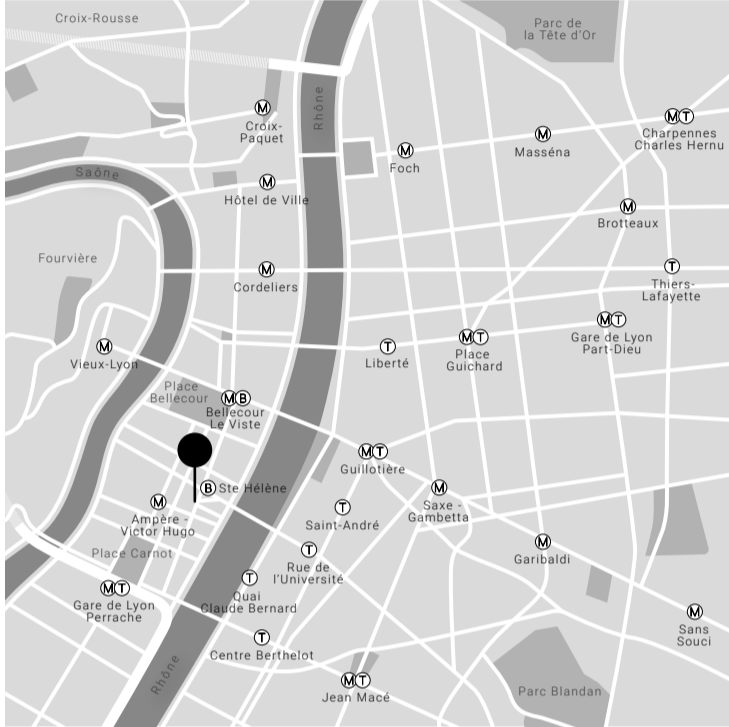 Croix-Rousse
Parc de
la Tête d'Or
Rhône
M
Croix-
Paquet
M
Foch
M
Masséna
M T
Charpennes
Charles Hernu
Saône
M
Hôtel de Ville
M
Brotteaux
Fourvière
M
Cordeliers
T
Thiers-
Lafayette
M
Vieux-Lyon
T
Liberté
M T
Place
Guichard
M T
Gare de Lyon
Part-Dieu
Place
Bellecour
M B
Bellecour
Le Viste
M T
Guillotière
B Ste Hélène
M
Ampère -
Victor Hugo
T
Saint-André
M
Saxe -
Gambetta
Place Carnot
T
Rue de
l'Université
M
Garibaldi
M T
Gare de Lyon
Perrache
T
Quai
Claude Bernard
M
Sans
Souci
T
Centre Berthelot
Rhône
M T
Jean Macé
Parc Blandan